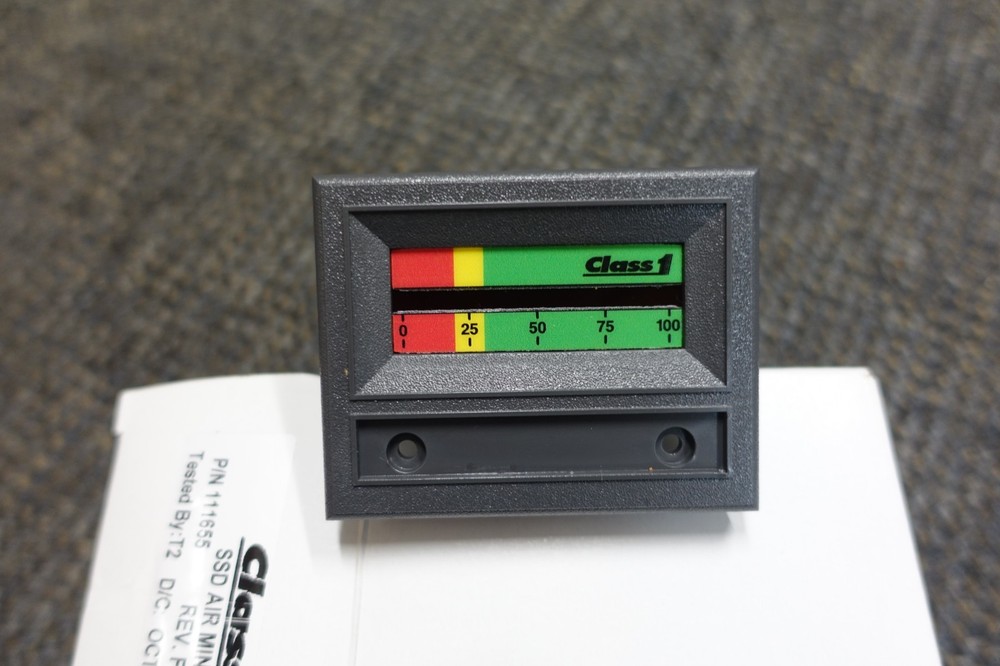 Class 1
0 25 50 75 100
Class
P/N 111655 SSD AIR MIN
Tested By:T2 REV. F
D/C. OCT